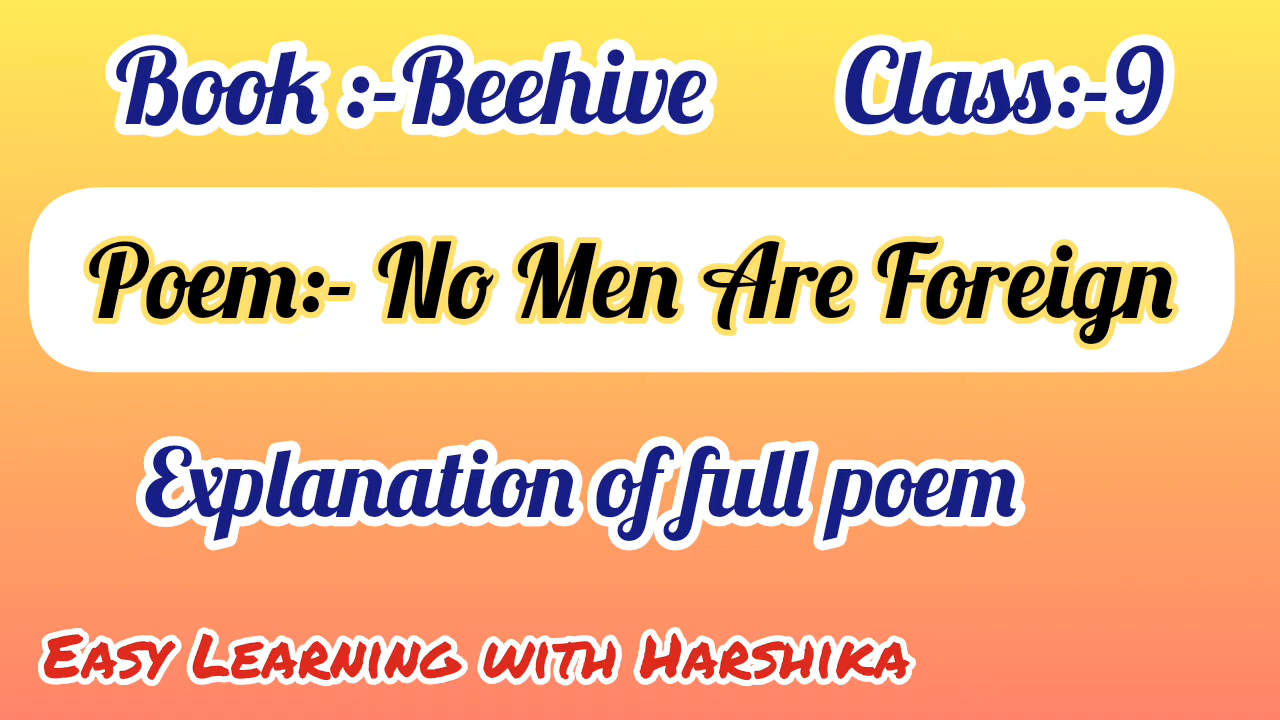 Book :-Beehive Class:-9
Poem:- No Men Are Foreign
Explanation of full poem
Easy Learning with Harshika